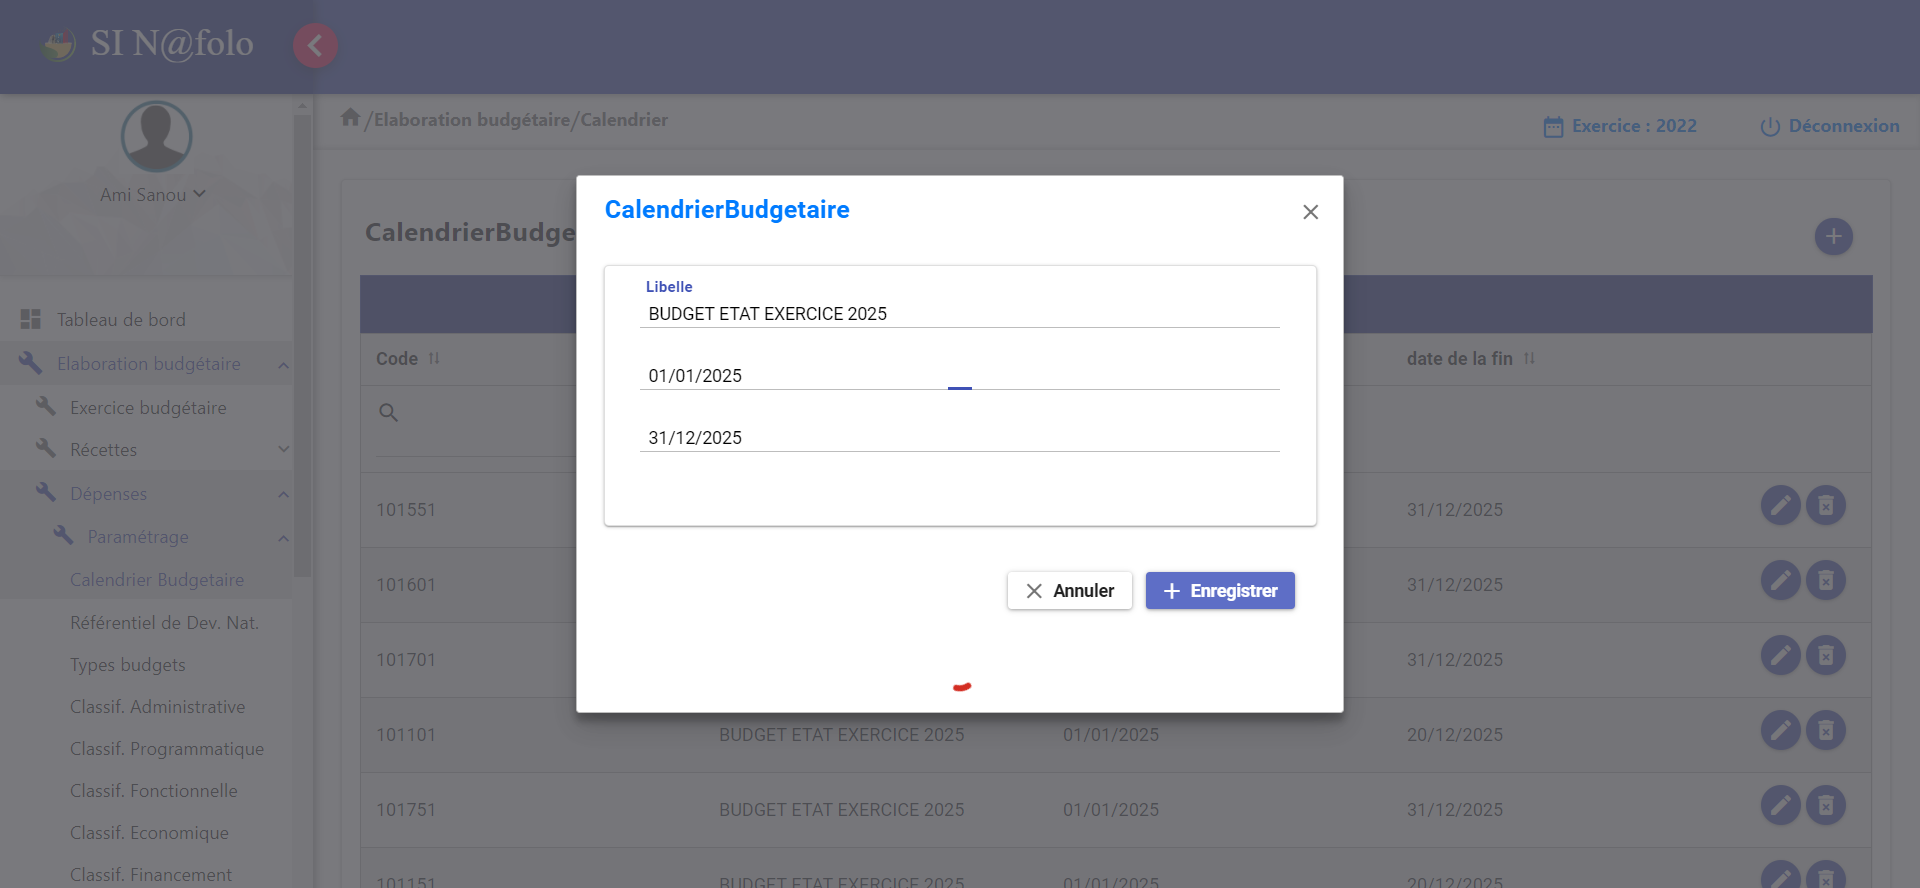 SI N@folo
/Elaboration budgétaire/Calendrier
Exercice : 2022
Déconnexion
Ami Sanou
Tableau de bord
Elaboration budgétaire
Exercice budgétaire
Récettes
Dépenses
Paramétrage
Calendrier Budgetaire
Référentiel de Dev. Nat.
Types budgets
Classif. Administrative
Classif. Programmatique
Classif. Fonctionnelle
Classif. Economique
Classif. Financement
CalendrierBudge
Code
date de la fin
101551 31/12/2025
101601 31/12/2025
101701 31/12/2025
101101 BUDGET ETAT EXERCICE 2025 01/01/2025 20/12/2025
101751 BUDGET ETAT EXERCICE 2025 01/01/2025 31/12/2025
101151 BUDGET ETAT EXERCICE 2025 01/01/2025 20/12/2025
CalendrierBudgetaire
Libelle
BUDGET ETAT EXERCICE 2025
01/01/2025
31/12/2025
Annuler
Enregistrer